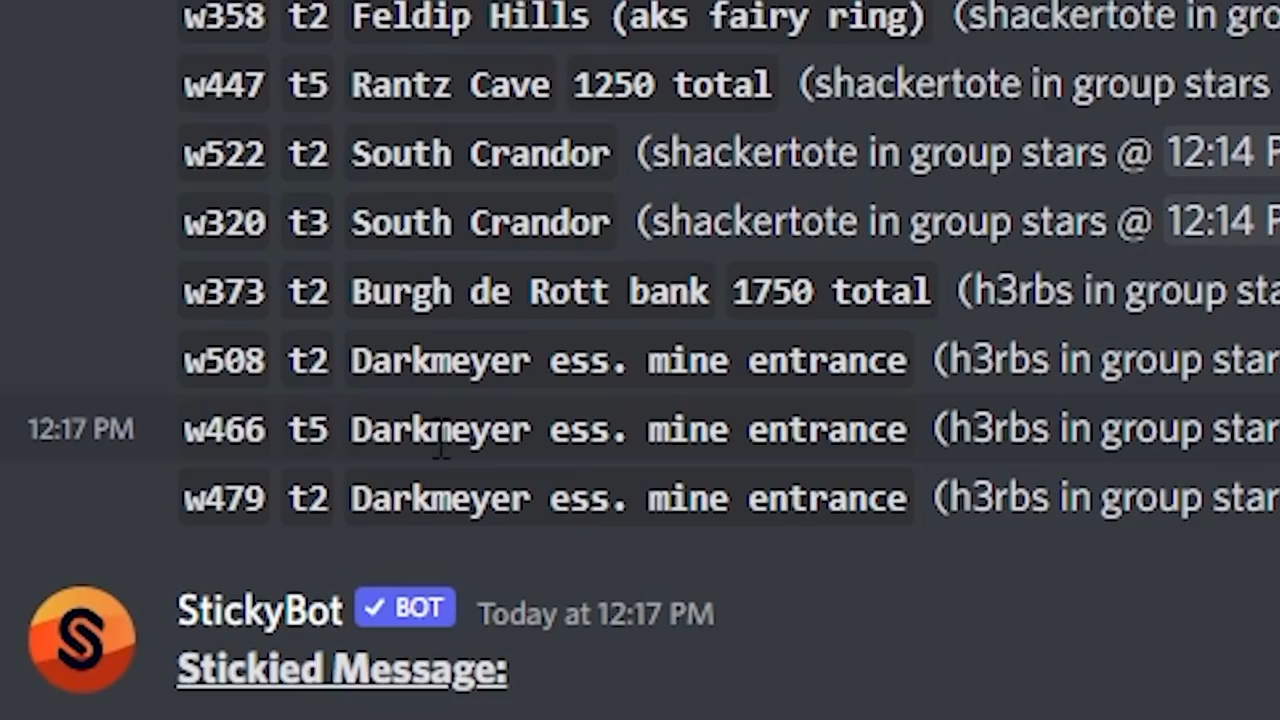 w358 t2 Feldip Hills (aks fairy ring) (shackertote in gro
w447 t5 Rantz Cave 1250 total (shackertote in group stars
w522 t2 South Crandor (shackertote in group stars @ 12:14 P
w320 t3 South Crandor (shackertote in group stars @ 12:14 P
w373 t2 Burgh de Rott bank 1750 total (h3rbs in group sta
w508 t2 Darkmeyer ess. mine entrance (h3rbs in group star
12:17 PM w466 t5 Darkmeyer ess. mine entrance (h3rbs in group star
w479 t2 Darkmeyer ess. mine entrance (h3rbs in group star
StickyBot ✓ BOT Today at 12:17 PM
Stickied Message: